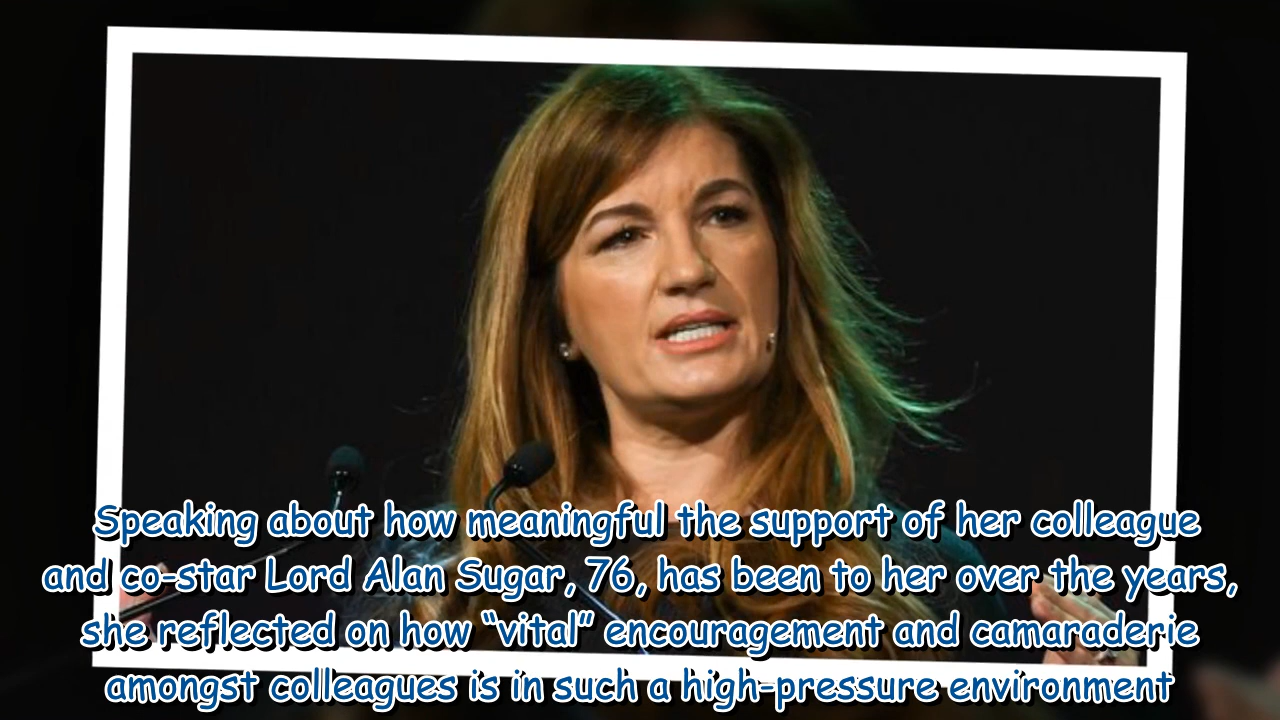 Speaking about how meaningful the support of her colleague
and co-star Lord Alan Sugar, 76, has been to her over the years,
she reflected on how “vital” encouragement and camaraderie
amongst colleagues is in such a high-pressure environment